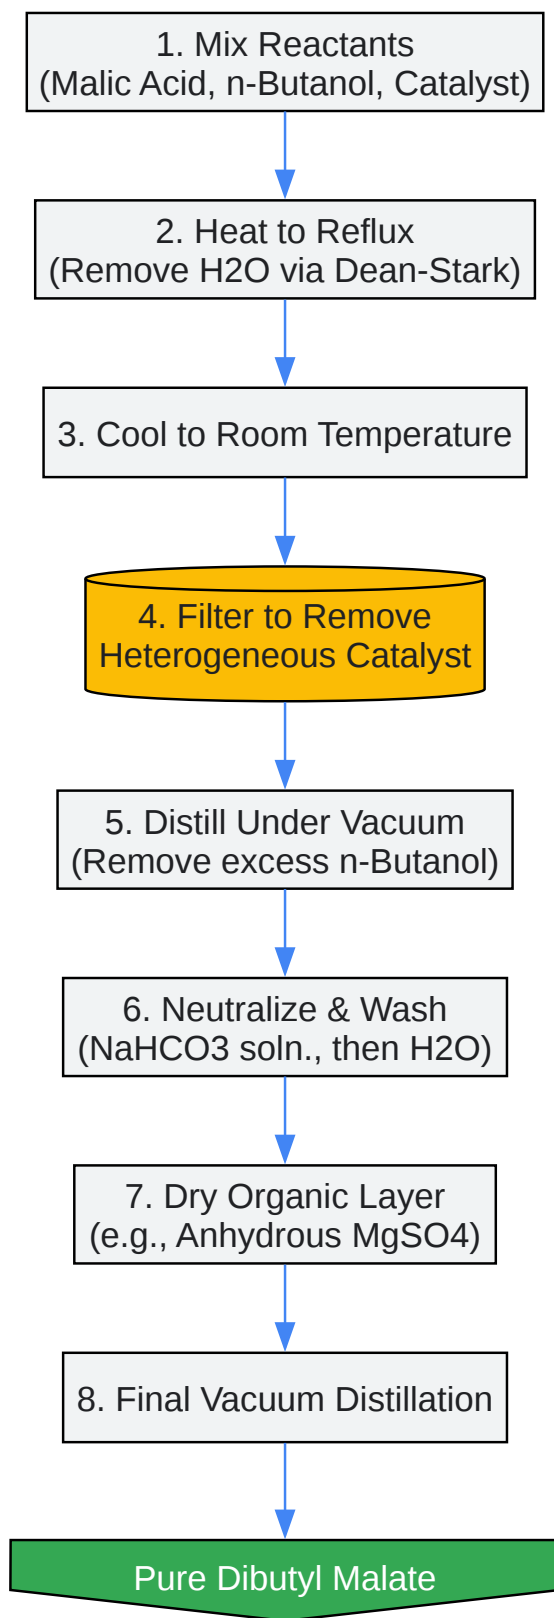 1. Mix Reactants
(Malic Acid, n-Butanol, Catalyst)
2. Heat to Reflux
(Remove H2O via Dean-Stark)
3. Cool to Room Temperature
4. Filter to Remove
Heterogeneous Catalyst
5. Distill Under Vacuum
(Remove excess n-Butanol)
6. Neutralize & Wash
(NaHCO3 soln., then H2O)
7. Dry Organic Layer
(e.g., Anhydrous MgSO4)
8. Final Vacuum Distillation
Pure Dibutyl Malate